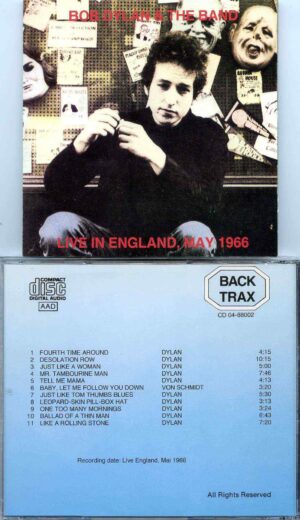 BOB DYLAN & THE BAND
LIVE IN ENGLAND, MAY 1966
COMPACT
disc
DIGITAL AUDIO
AAD
BACK
TRAX
CD 04-88002
1 FOURTH TIME AROUND DYLAN 4:15
2 DESOLATION ROW DYLAN 10:15
3 JUST LIKE A WOMAN DYLAN 5:00
4 MR. TAMBOURINE MAN DYLAN 7:46
5 TELL ME MAMA DYLAN 4:13
6 BABY, LET ME FOLLOW YOU DOWN VON SCHMIDT 3:20
7 JUST LIKE TOM THUMBS BLUES DYLAN 5:30
8 LEOPARD-SKIN PILL-BOX HAT DYLAN 3:13
9 ONE TOO MANY MORNINGS DYLAN 3:24
10 BALLAD OF A THIN MAN DYLAN 6:43
11 LIKE A ROLLING STONE DYLAN 7:20
Recording date: Live England, Mai 1966
All Rights Reserved